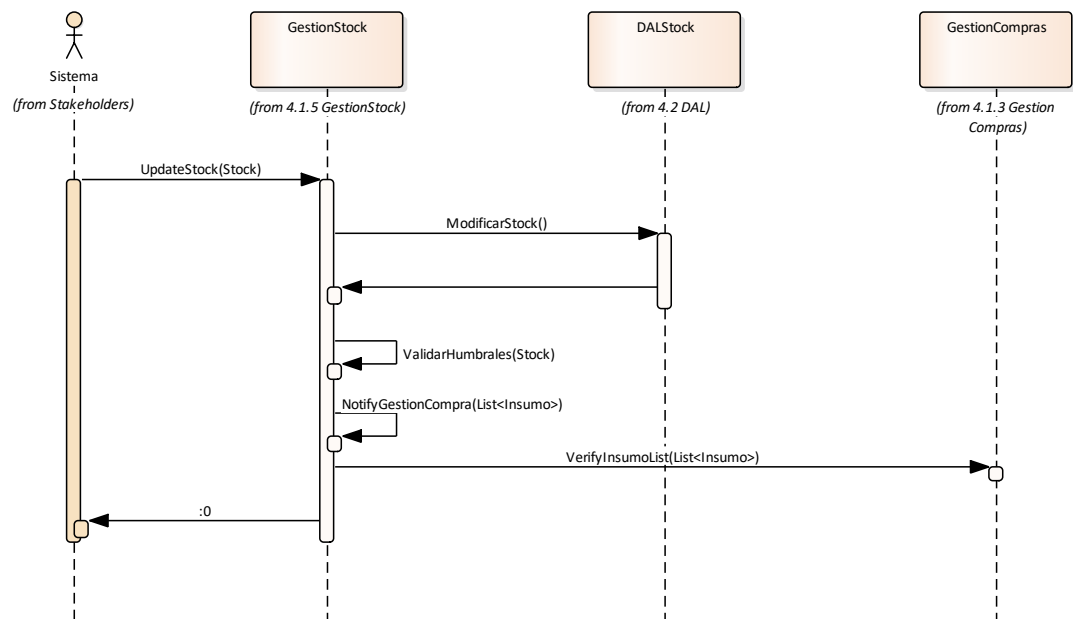 GestionStock
DALStock
GestionCompras
Sistema
(from Stakeholders)
(from 4.1.5 GestionStock)
(from 4.2 DAL)
(from 4.1.3 Gestion
Compras)
UpdateStock(Stock)
ModificarStock()
ValidarHumbrales(Stock)
NotifyGestionCompra(List<Insumo>)
VerifyInsumoList(List<Insumo>)
:0